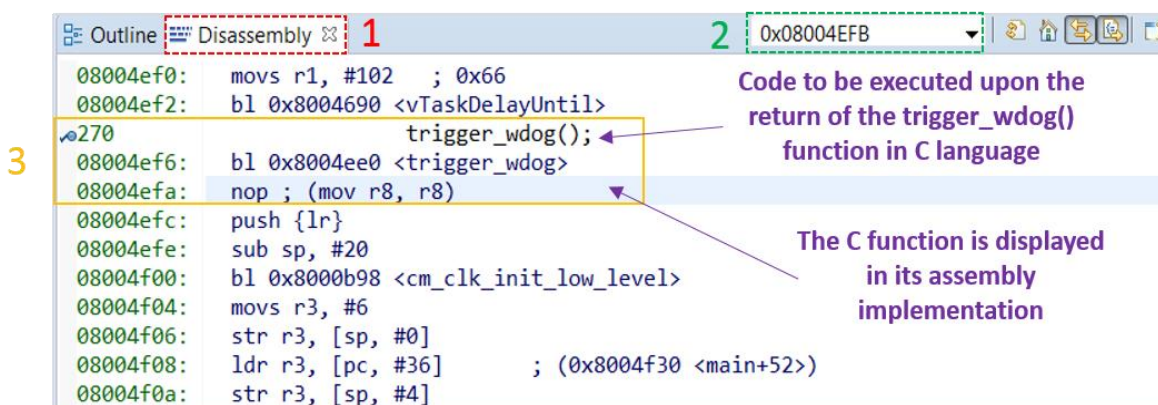 Outline Disassembly 1 2 0x08004EFB
08004ef0: movs r1, #102 ; 0x66
08004ef2: bl 0x8004690 <vTaskDelayUntil>
270 trigger_wdog();
08004ef6: bl 0x8004ee0 <trigger_wdog>
08004efa: nop ; (mov r8, r8)
08004efc: push {lr}
08004efe: sub sp, #20
08004f00: bl 0x8000b98 <cm_clk_init_low_level>
08004f04: movs r3, #6
08004f06: str r3, [sp, #0]
08004f08: ldr r3, [pc, #36] ; (0x8004f30 <main+52>)
08004f0a: str r3, [sp, #4]
3
Code to be executed upon the
return of the trigger_wdog()
function in C language
The C function is displayed
in its assembly
implementation